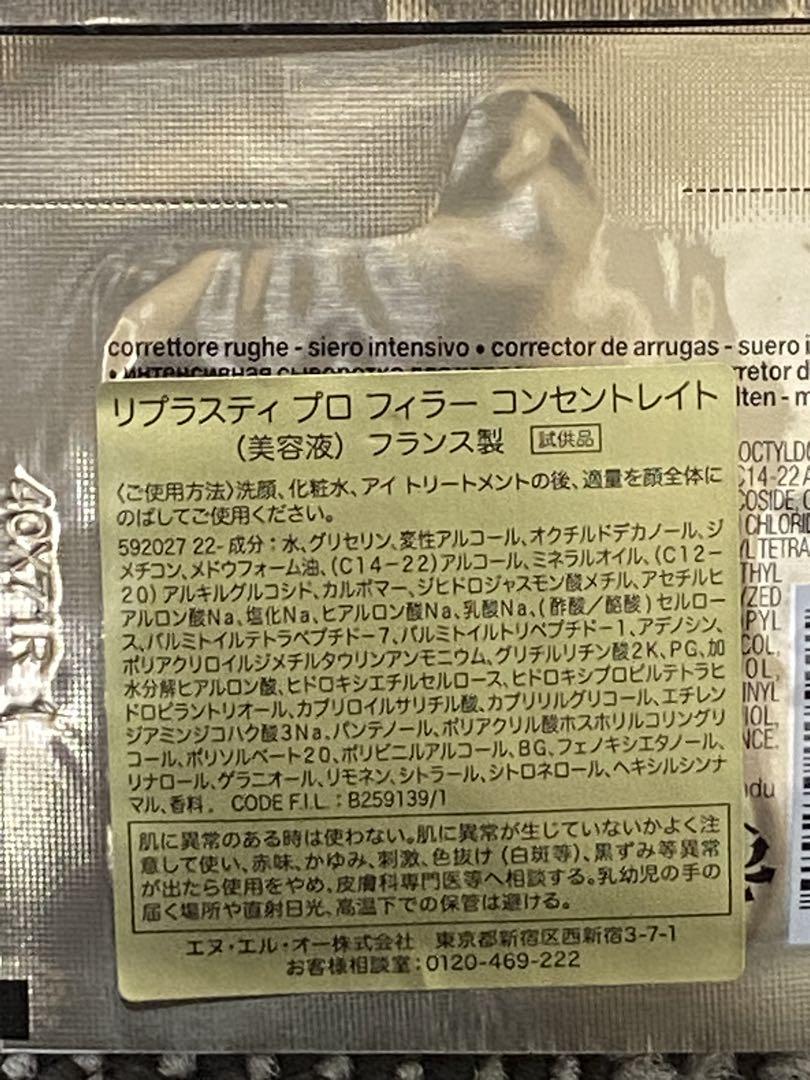 correttore rughe - siero intensivo • corrector de arrugas - suero i
• интенсивная сыворотка
rretor d
lten - m
リプラスティ プロ フィラー コンセントレイト
(美容液) フランス製 試供品
〈ご使用方法〉洗顔、化粧水、アイ トリートメントの後、適量を顔全体に
のばしてご使用ください。
592027 22- 成分：水、グリセリン、変性アルコール、オクチルドデカノール、ジ
メチコン、メドウフォーム油、(C14－22)アルコール、ミネラルオイル、(C12－
20)アルキルグルコシド、カルボマー、ジヒドロジャスモン酸メチル、アセチルヒ
アルロン酸Na、塩化Na、ヒアルロン酸Na、乳酸Na、(酢酸／酪酸)セルロー
ス、パルミトイルテトラペプチド－7、パルミトイルトリペプチド－1、アデノシン、
ポリアクリロイルジメチルタウリンアンモニウム、グリチルリチン酸2K、PG、加
水分解ヒアルロン酸、ヒドロキシエチルセルロース、ヒドロキシプロピルテトラヒ
ドロピラントリオール、カプリロイルサリチル酸、カプリリルグリコール、エチレン
ジアミンジコハク酸3Na、パンテノール、ポリアクリル酸ホスホリルコリングリ
コール、ポリソルベート20、ポリビニルアルコール、BG、フェノキシエタノール、
リナロール、ゲラニオール、リモネン、シトラール、シトロネロール、ヘキシルシンナ
マル、香料. CODE F.I.L：B259139/1
肌に異常のある時は使わない。肌に異常が生じていないかよく注
意して使い、赤味、かゆみ、刺激、色抜け (白斑等)、黒ずみ等異常
が出たら使用をやめ、皮膚科専門医等へ相談する。乳幼児の手の
届く場所や直射日光、高温下での保管は避ける。
エヌ・エル・オー株式会社 東京都新宿区西新宿3-7-1
お客様相談室：0120-469-222
OCTYLDO
C14-22 A
COSIDE, C
CHLORID
YL TETRA
THYL
YZED
PYL
COL,
OL,
INYL
IOL,
NCE.
du
40X71R